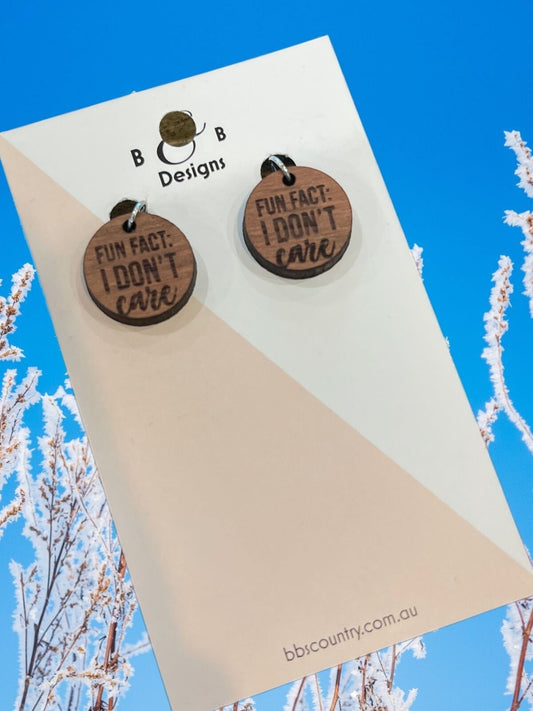 B & B
Designs
FUN FACT:
I DON'T
care
FUN FACT:
I DON'T
care
bbscountry.com.au